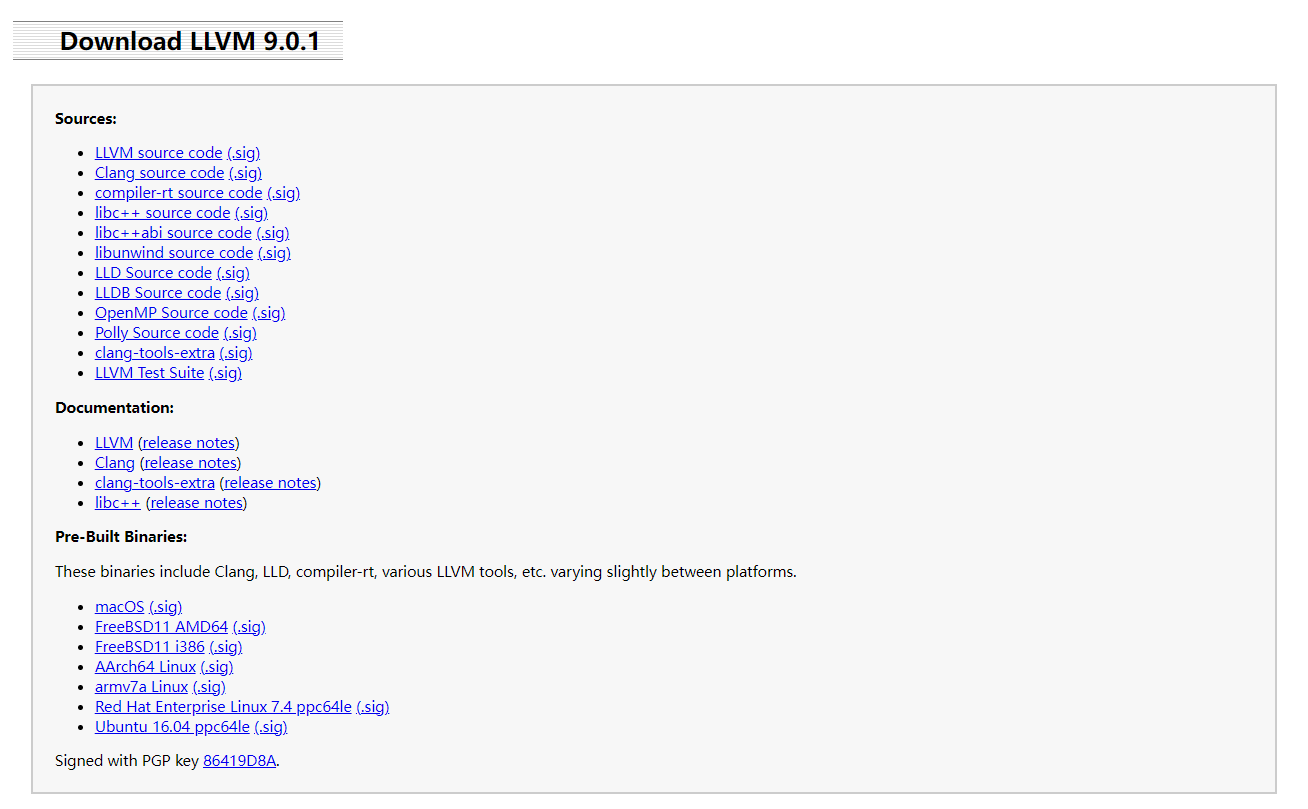 Download LLVM 9.0.1
Sources:
LLVM source code (.sig)
Clang source code (.sig)
compiler-rt source code (.sig)
libc++ source code (.sig)
libc++abi source code (.sig)
libunwind source code (.sig)
LLD Source code (.sig)
LLDB Source code (.sig)
OpenMP Source code (.sig)
Polly Source code (.sig)
clang-tools-extra (.sig)
LLVM Test Suite (.sig)
Documentation:
LLVM (release notes)
Clang (release notes)
clang-tools-extra (release notes)
libc++ (release notes)
Pre-Built Binaries:
These binaries include Clang, LLD, compiler-rt, various LLVM tools, etc. varying slightly between platforms.
macOS (.sig)
FreeBSD11 AMD64 (.sig)
FreeBSD11 i386 (.sig)
AArch64 Linux (.sig)
armv7a Linux (.sig)
Red Hat Enterprise Linux 7.4 ppc64le (.sig)
Ubuntu 16.04 ppc64le (.sig)
Signed with PGP key 86419D8A.